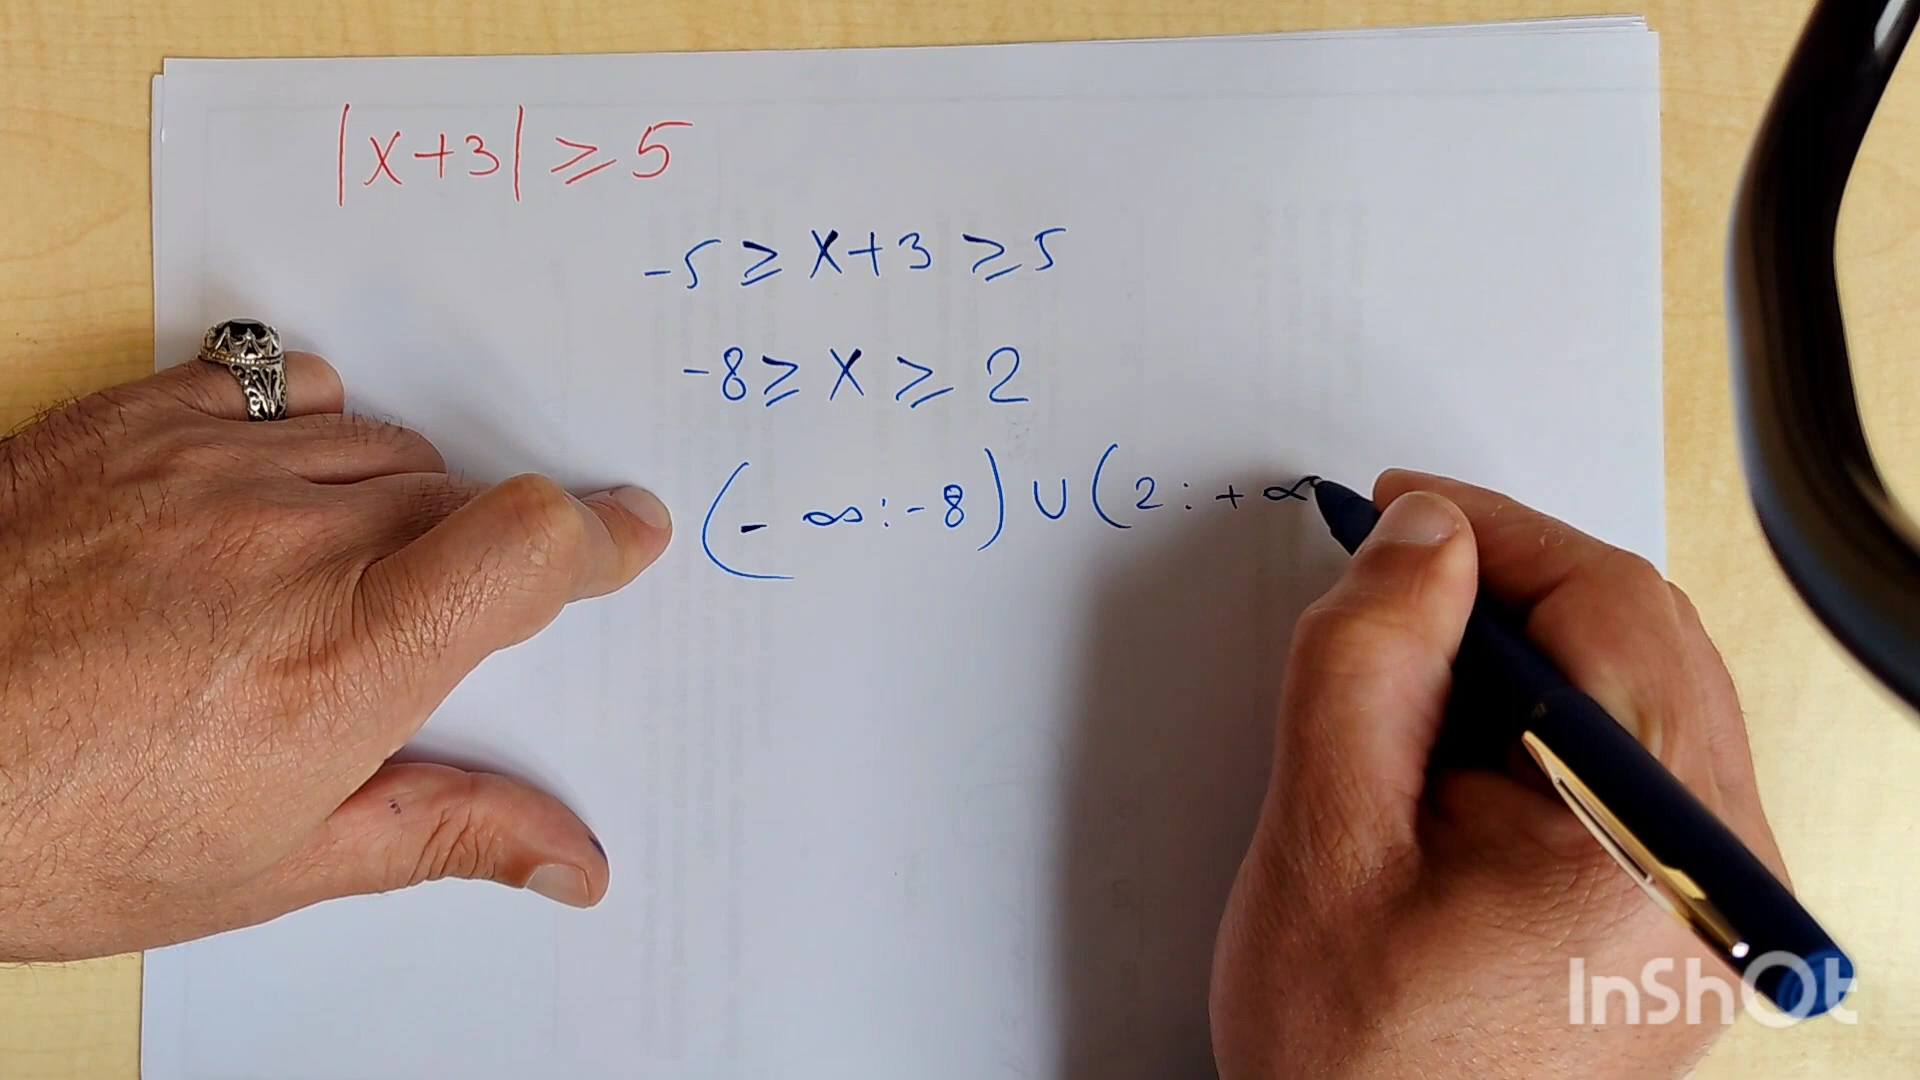 |x+3| ≥ 5
-5 ≥ x+3 ≥ 5
-8 ≥ x ≥ 2
(- ∞ : -8) ∪ (2 : + ∞
InShOt